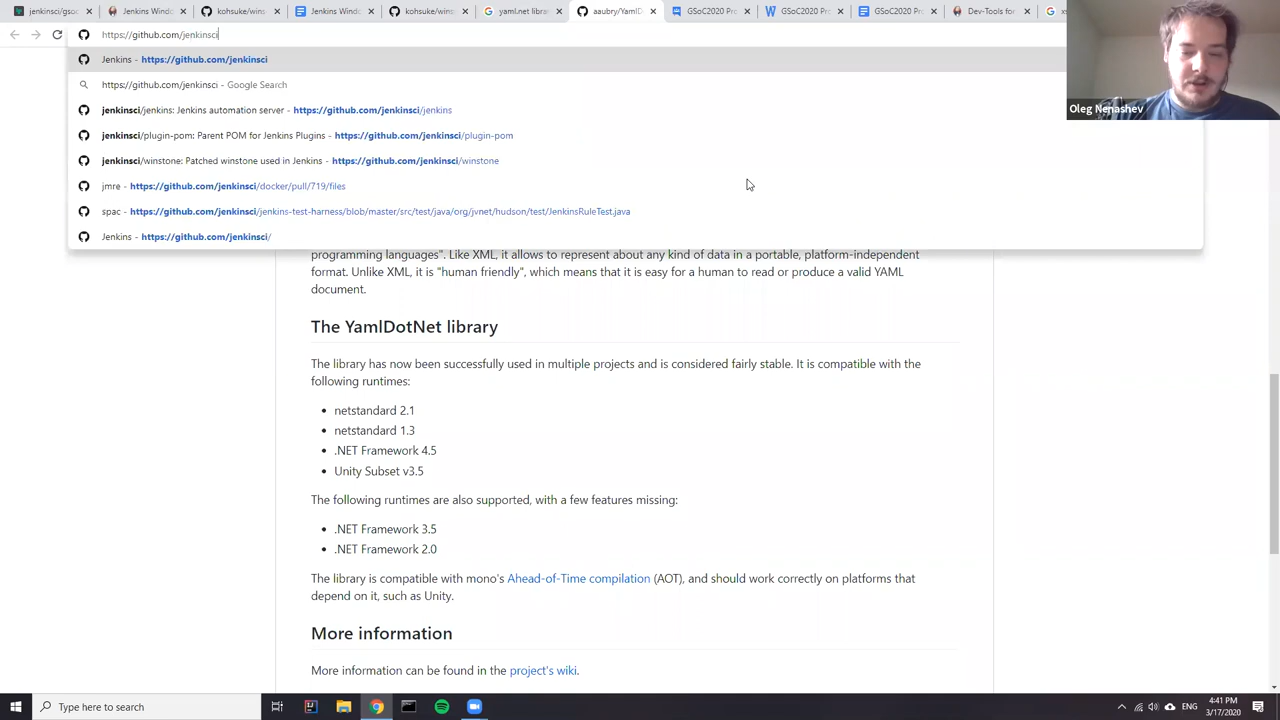 jenkinsci/gso
Jenkins Wind
kohsuke/wins
Jenkins Wind
kohsuke/wins
yaml.net libra
aaubry/YamlD
GSoC2020 Pr
GSoC2020 Pr
GSoC2020 Pr
Dev-Tools for
https://github.com/jenkinsci
Jenkins - https://github.com/jenkinsci
https://github.com/jenkinsci - Google Search
jenkinsci/jenkins: Jenkins automation server - https://github.com/jenkinsci/jenkins
jenkinsci/plugin-pom: Parent POM for Jenkins Plugins - https://github.com/jenkinsci/plugin-pom
jenkinsci/winstone: Patched winstone used in Jenkins - https://github.com/jenkinsci/winstone
jmre - https://github.com/jenkinsci/docker/pull/719/files
spac - https://github.com/jenkinsci/jenkins-test-harness/blob/master/src/test/java/org/jvnet/hudson/test/JenkinsRuleTest.java
Jenkins - https://github.com/jenkinsci/
Oleg Nenashev
programming languages". Like XML, it allows to represent about any kind of data in a portable, platform-independent
format. Unlike XML, it is "human friendly", which means that it is easy for a human to read or produce a valid YAML
document.
The YamlDotNet library
The library has now been successfully used in multiple projects and is considered fairly stable. It is compatible with the
following runtimes:
netstandard 2.1
netstandard 1.3
.NET Framework 4.5
Unity Subset v3.5
The following runtimes are also supported, with a few features missing:
.NET Framework 3.5
.NET Framework 2.0
The library is compatible with mono's Ahead-of-Time compilation (AOT), and should work correctly on platforms that
depend on it, such as Unity.
More information
More information can be found in the project's wiki.
Type here to search
4:41 PM
3/17/2020